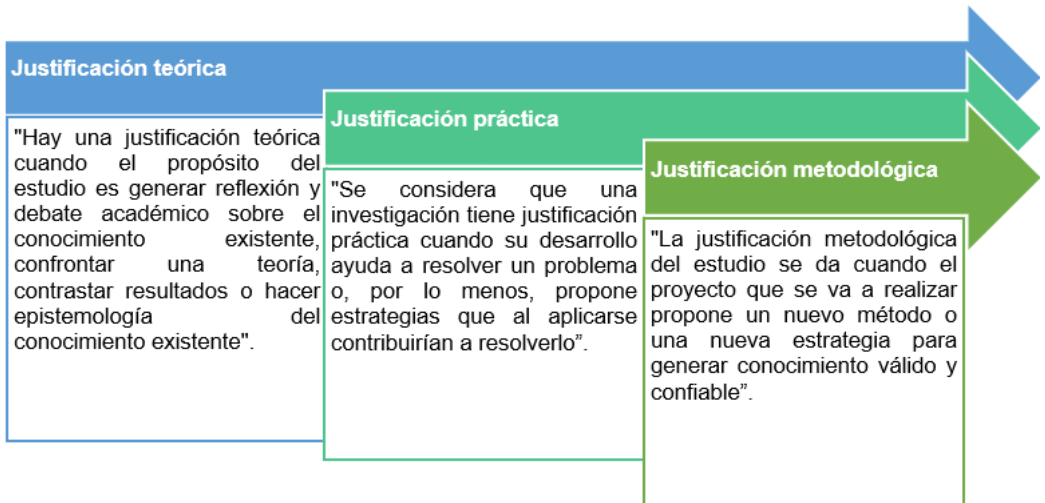 Justificación teórica
"Hay una justificación teórica
cuando el propósito del
estudio es generar reflexión y
debate académico sobre el
conocimiento existente,
confrontar una teoría,
contrastar resultados o hacer
epistemología del
conocimiento existente".
Justificación práctica
"Se considera que una
investigación tiene justificación
práctica cuando su desarrollo
ayuda a resolver un problema
o, por lo menos, propone
estrategias que al aplicarse
contribuirían a resolverlo”.
Justificación metodológica
"La justificación metodológica
del estudio se da cuando el
proyecto que se va a realizar
propone un nuevo método o
una nueva estrategia para
generar conocimiento válido y
confiable”.